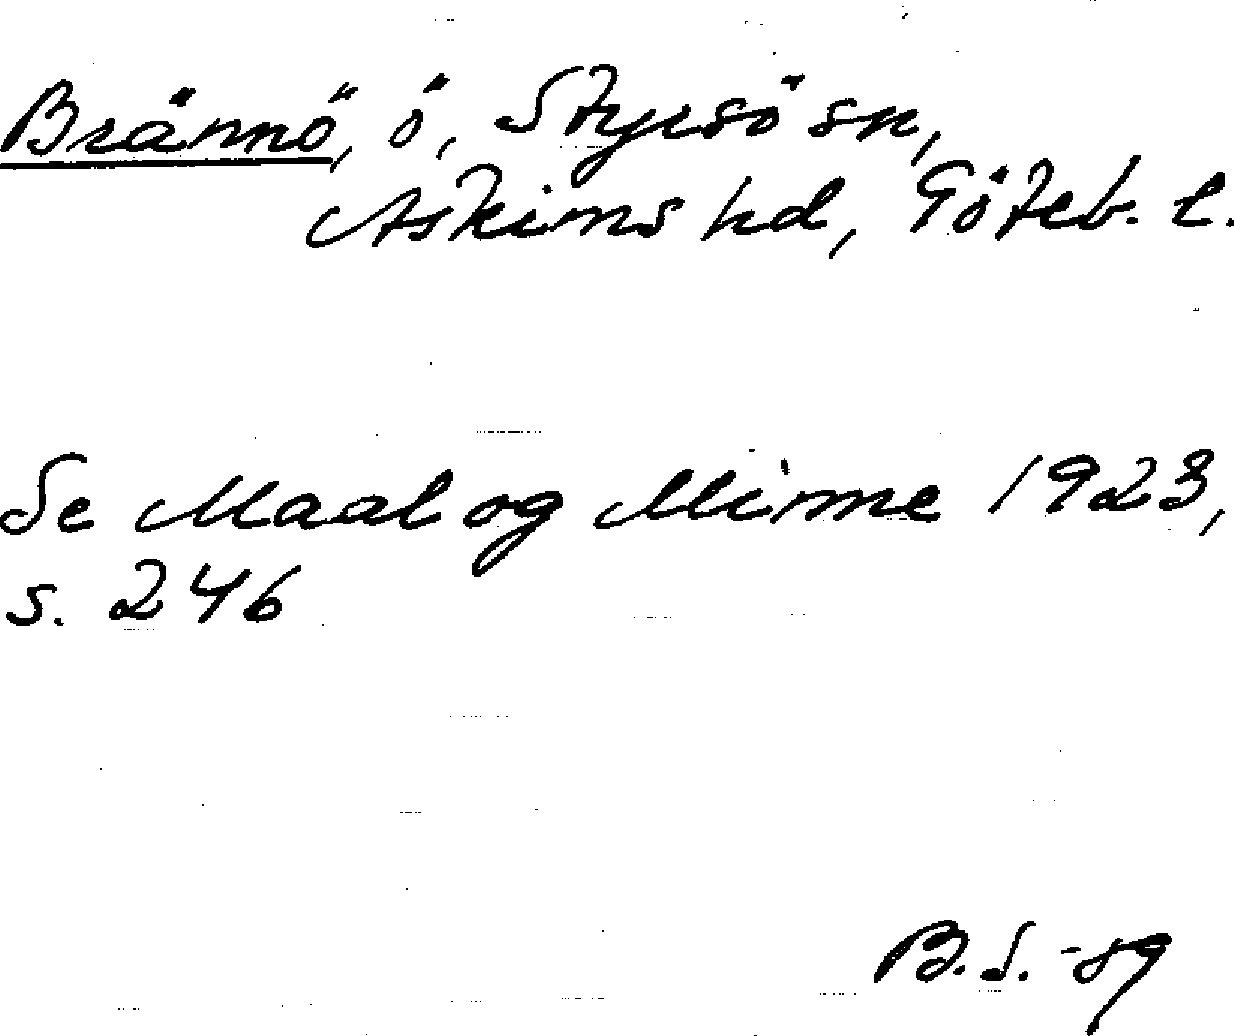 Brännö, ö, Styrsö sn,
Askims hd, Göteb. l.
Se Maal og Minne 1923,
s. 246
B.S. -89